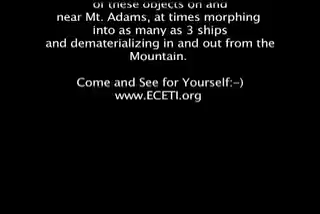 of these objects on and
near Mt. Adams, at times morphing
into as many as 3 ships
and dematerializing in and out from the
Mountain.
Come and See for Yourself:-)
www.ECETI.org